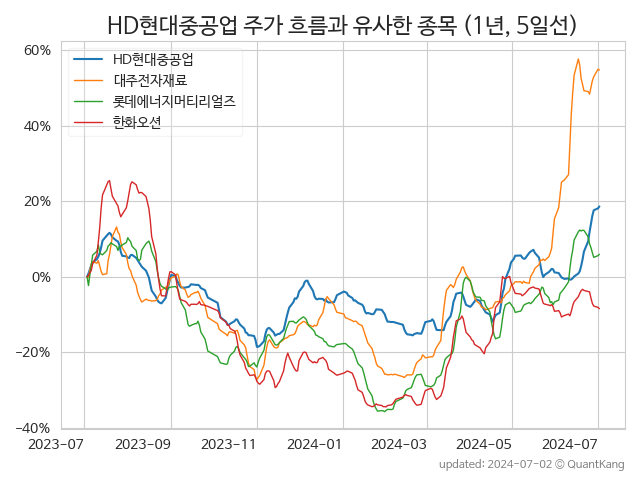 HD현대중공업 주가 흐름과 유사한 종목 (1년, 5일선)
60%
40%
20%
0%
−20%
−40%
HD현대중공업
대주전자재료
롯데에너지머티리얼즈
한화오션
2023-07
2023-09
2023-11
2024-01
2024-03
2024-05
2024-07
updated: 2024-07-02 © QuantKang